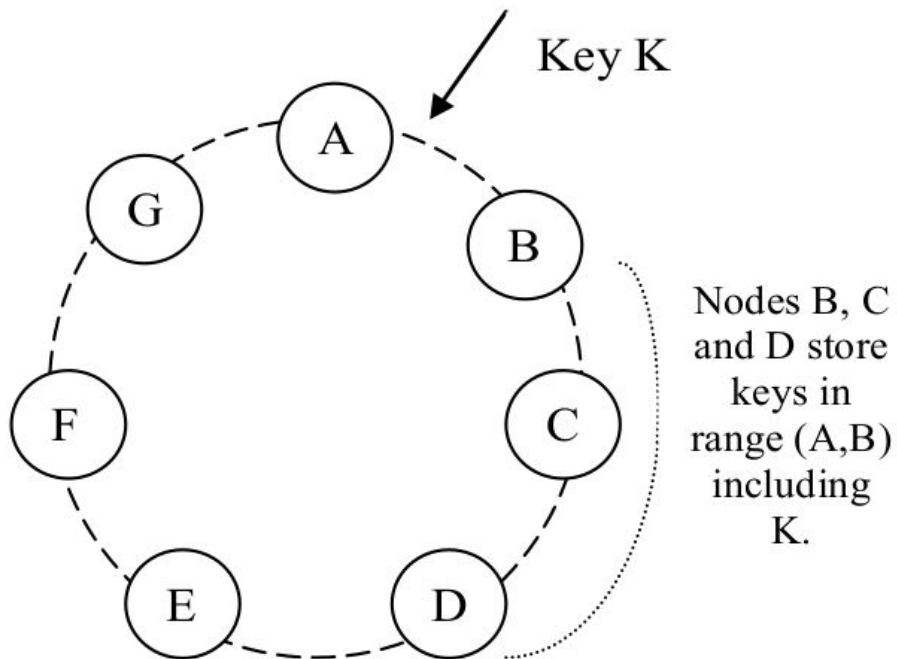 Key K
A
G
B
Nodes B, C
and D store
keys in
range (A,B)
including
K.
F
C
E
D